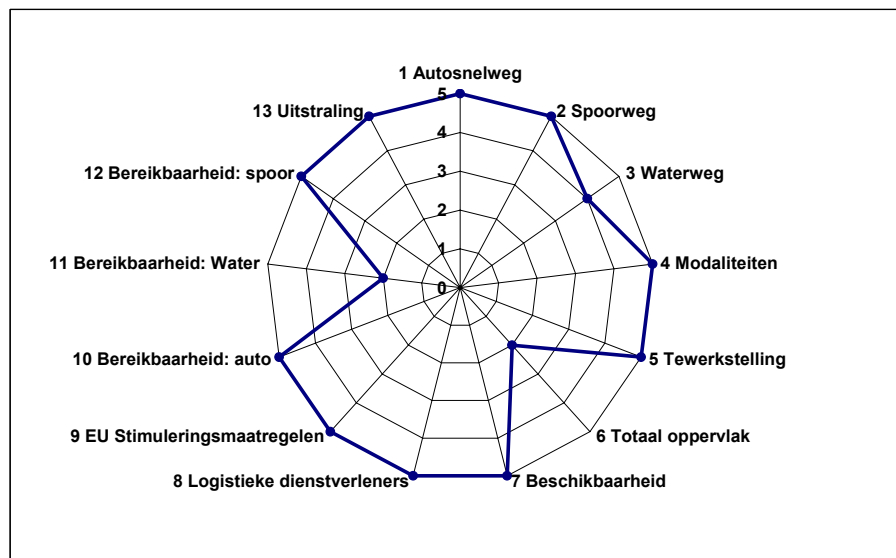 1 Autosnelweg
2 Spoorweg
3 Waterweg
4 Modaliteiten
5 Tewerkstelling
6 Totaal oppervlak
7 Beschikbaarheid
8 Logistieke dienstverleners
9 EU Stimuleringsmaatregelen
10 Bereikbaarheid: auto
11 Bereikbaarheid: Water
12 Bereikbaarheid: spoor
13 Uitstraling
5
4
3
2
1
0